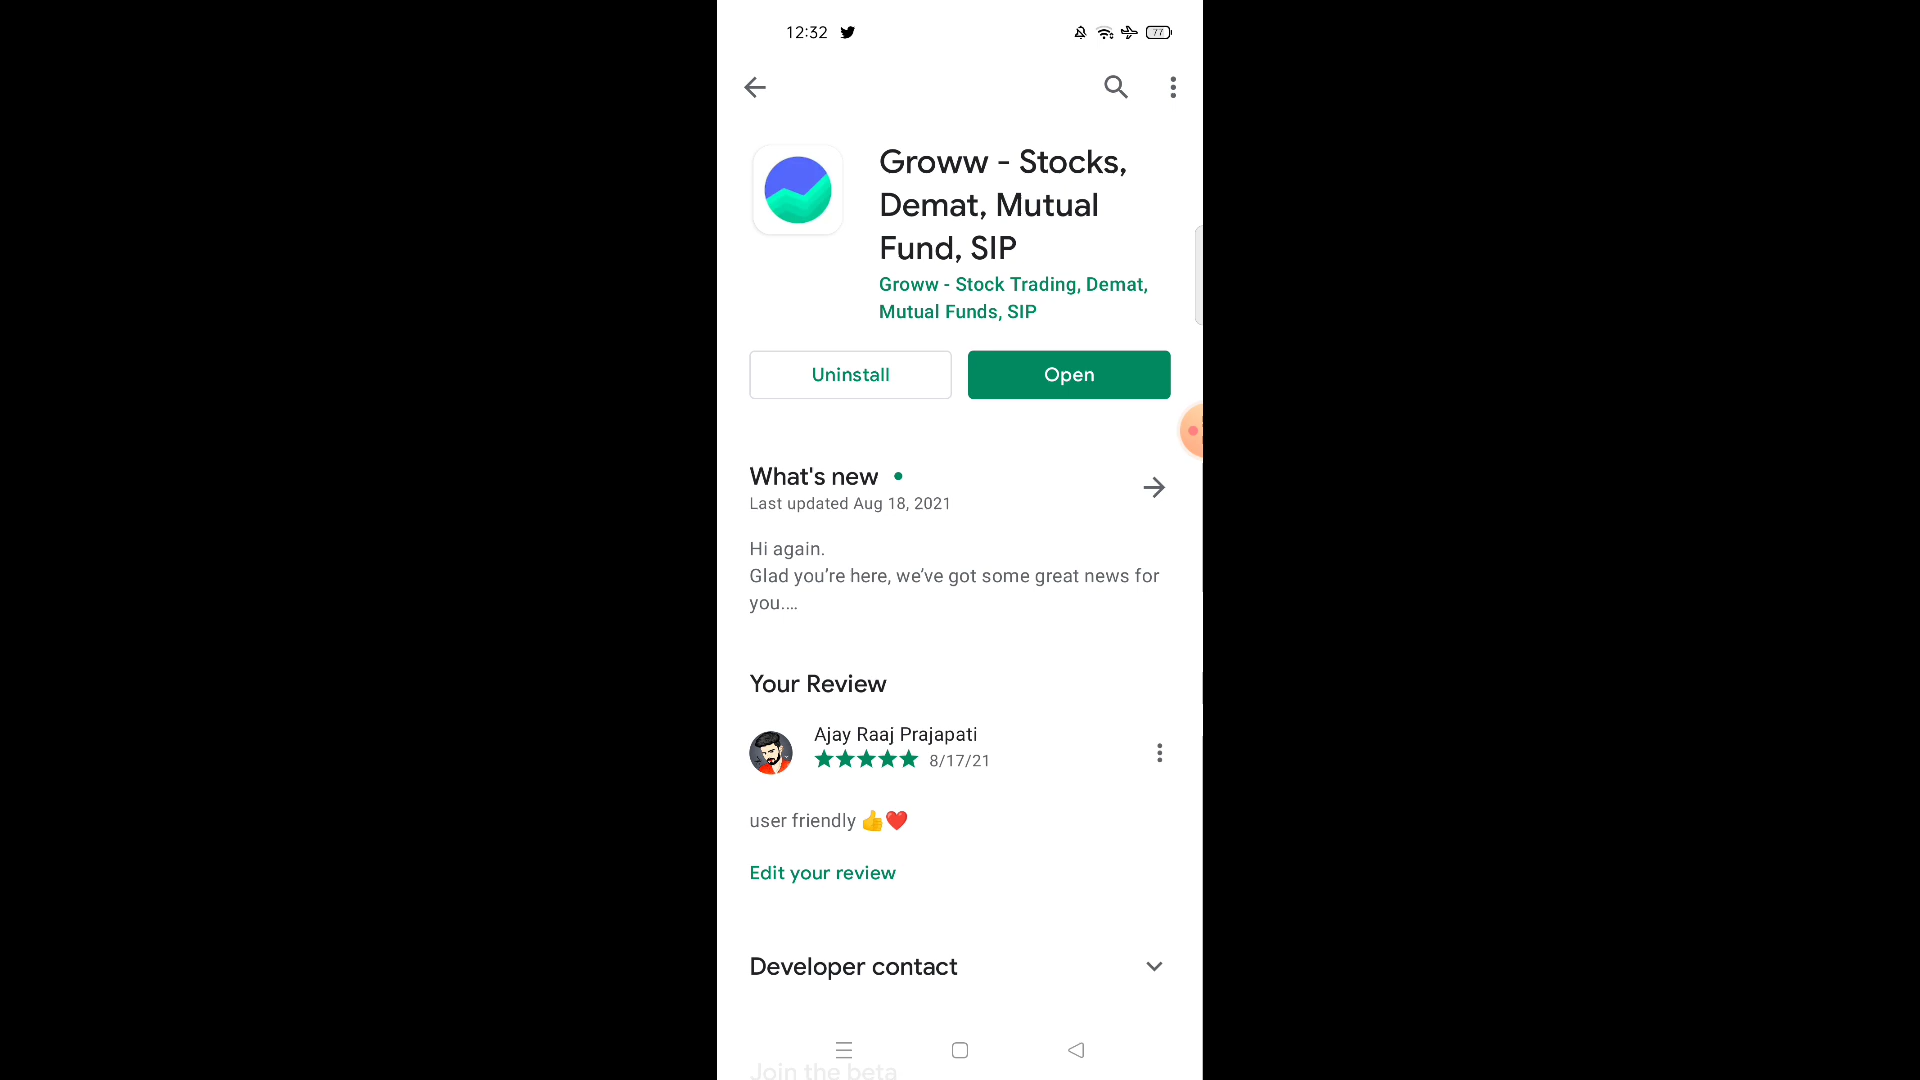 12:32
77
Groww - Stocks,
Demat, Mutual
Fund, SIP
Groww - Stock Trading, Demat,
Mutual Funds, SIP
Uninstall
Open
What's new
Last updated Aug 18, 2021
Hi again.
Glad you’re here, we’ve got some great news for
you....
Your Review
Ajay Raaj Prajapati
8/17/21
user friendly 👍❤️
Edit your review
Developer contact
Join the beta